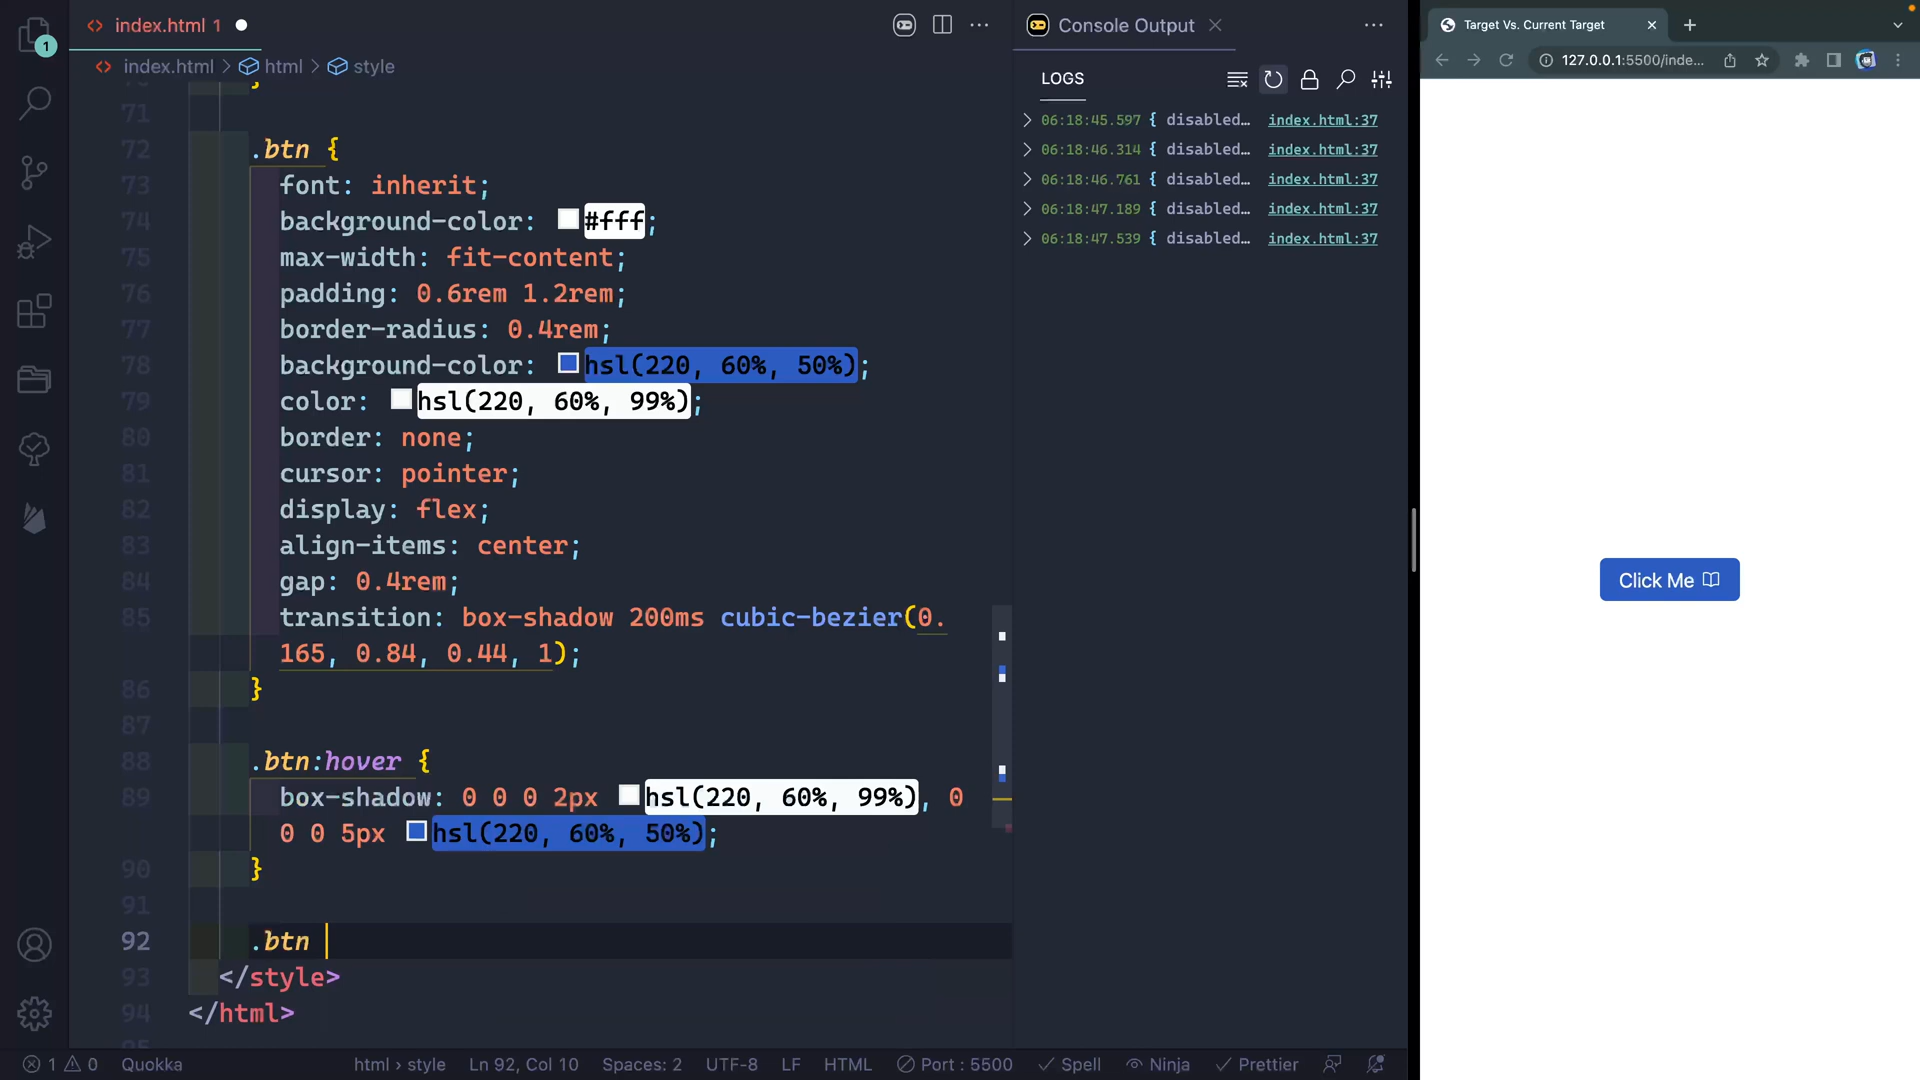 index.html 1
Console Output
Target Vs. Current Target
index.html > html > style
LOGS
127.0.0.1:5500/inde...
06:18:45.597 { disabled... index.html:37
06:18:46.314 { disabled... index.html:37
06:18:46.761 { disabled... index.html:37
06:18:47.189 { disabled... index.html:37
06:18:47.539 { disabled... index.html:37
1
71
72 .btn {
73 font: inherit;
74 background-color: #fff;
75 max-width: fit-content;
76 padding: 0.6rem 1.2rem;
77 border-radius: 0.4rem;
78 background-color: hsl(220, 60%, 50%);
79 color: hsl(220, 60%, 99%);
80 border: none;
81 cursor: pointer;
82 display: flex;
83 align-items: center;
84 gap: 0.4rem;
85 transition: box-shadow 200ms cubic-bezier(0.
165, 0.84, 0.44, 1);
86 }
87
88 .btn:hover {
89 box-shadow: 0 0 0 2px hsl(220, 60%, 99%), 0
0 0 5px hsl(220, 60%, 50%);
90 }
91
92 .btn
93 </style>
94 </html>
Click Me
1 0 Quokka html > style Ln 92, Col 10 Spaces: 2 UTF-8 LF HTML Port : 5500 Spell Ninja Prettier